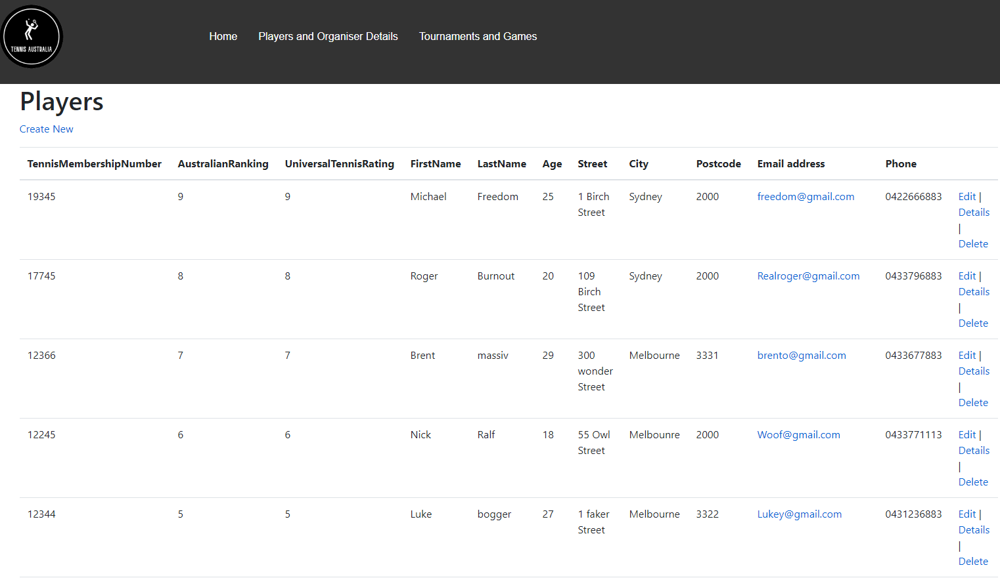 TENNIS AUSTRALIA
Home Players and Organiser Details Tournaments and Games
Players
Create New
TennisMembershipNumber AustralianRanking UniversalTennisRating FirstName LastName Age Street City Postcode Email address Phone
19345 9 9 Michael Freedom 25 1 Birch Sydney 2000 freedom@gmail.com 0422666883 Edit |
Street Details
|
Delete
17745 8 8 Roger Burnout 20 109 Sydney 2000 Realroger@gmail.com 0433796883 Edit |
Birch Details
Street |
Delete
12366 7 7 Brent massiv 29 300 Melbourne 3331 brento@gmail.com 0433677883 Edit |
wonder Details
Street |
Delete
12245 6 6 Nick Ralf 18 55 Owl Melbounre 2000 Woof@gmail.com 0433771113 Edit |
Street Details
|
Delete
12344 5 5 Luke bogger 27 1 faker Melbourne 3322 Lukey@gmail.com 0431236883 Edit |
Street Details
|
Delete